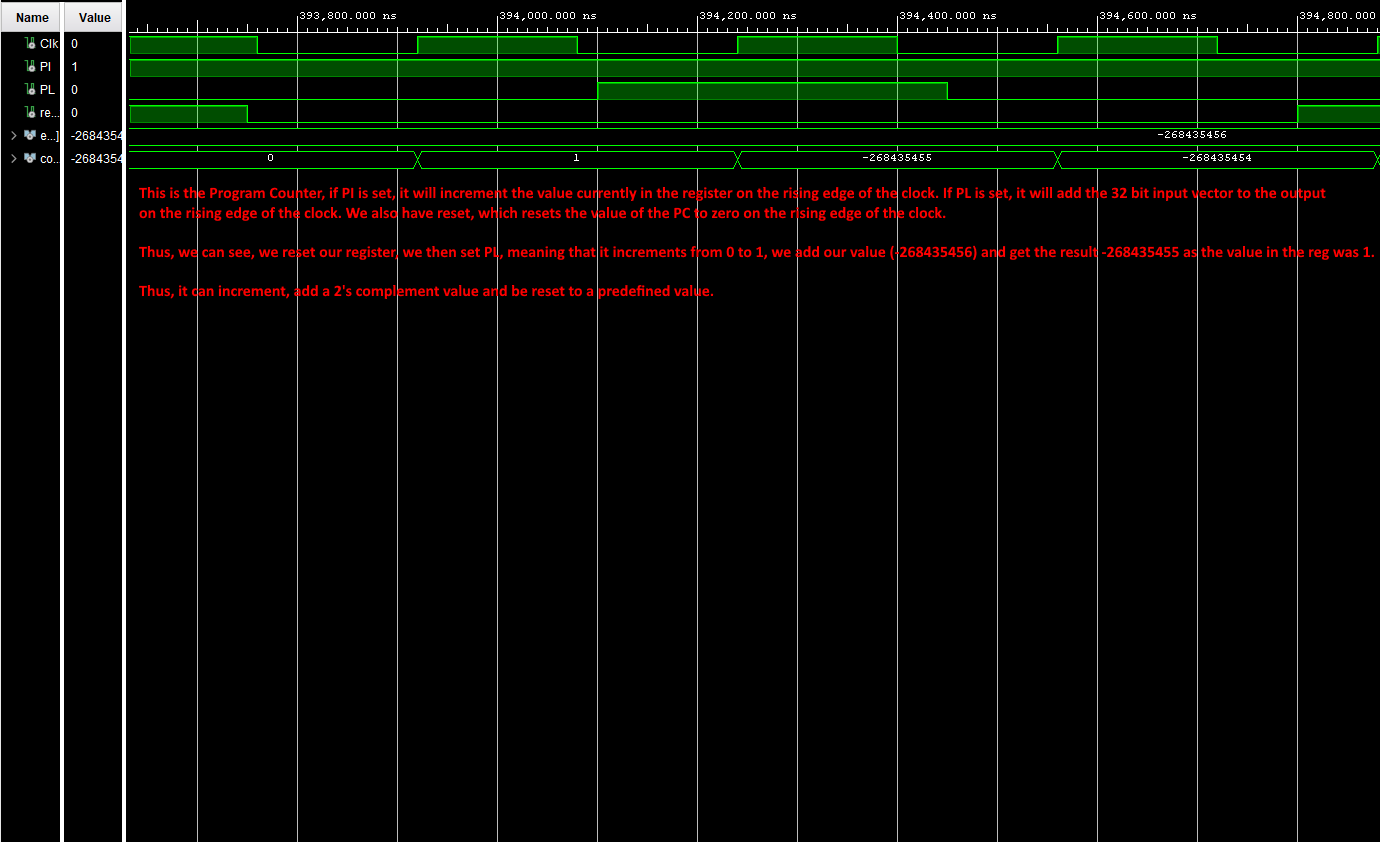 Name Value 393,800.000 ns 394,000.000 ns 394,200.000 ns 394,400.000 ns 394,600.000 ns 394,800.000
Clk 0
PI 1
PL 0
re... 0
e...] -2684354 -268435456
co... -2684354 0 1 -268435455 -268435454
This is the Program Counter, if PI is set, it will increment the value currently in the register on the rising edge of the clock. If PL is set, it will add the 32 bit input vector to the output
on the rising edge of the clock. We also have reset, which resets the value of the PC to zero on the rising edge of the clock.
Thus, we can see, we reset our register, we then set PL, meaning that it increments from 0 to 1, we add our value (-268435456) and get the result -268435455 as the value in the reg was 1.
Thus, it can increment, add a 2's complement value and be reset to a predefined value.